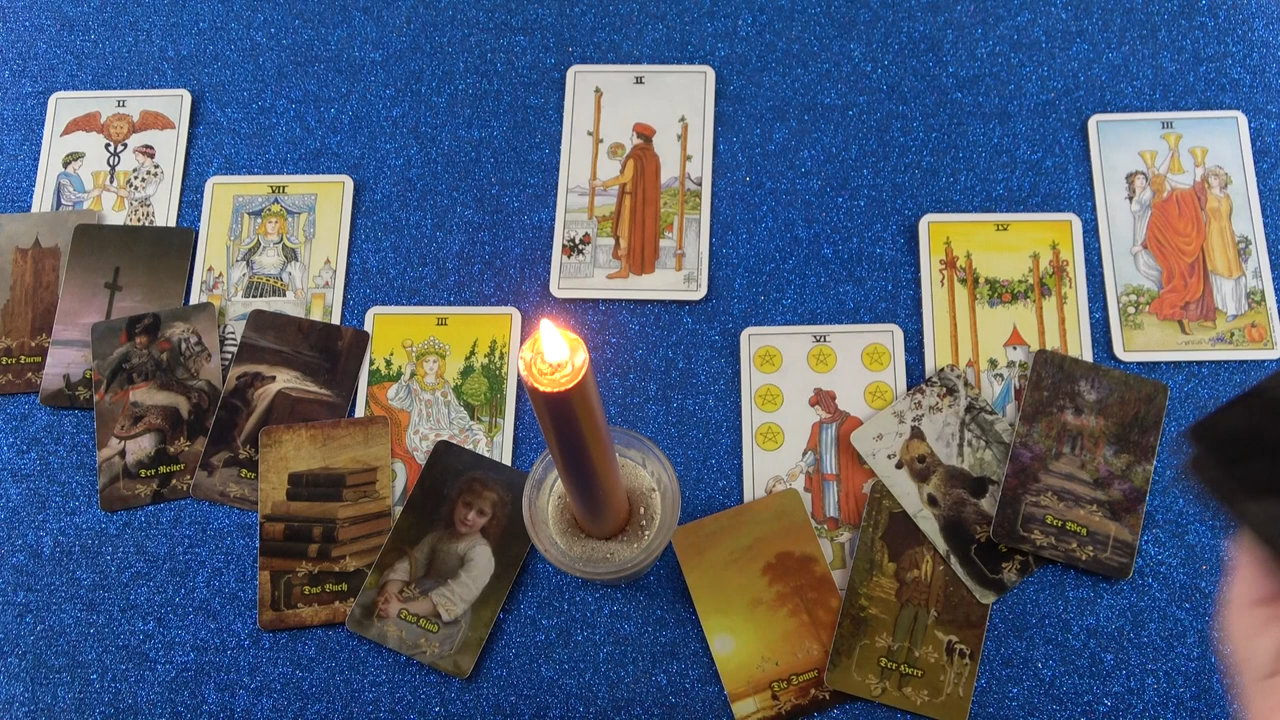 II
II
III
VII
IV
III
VI
Der Turm
Der Reiter
Der
Das Buch
Das Kind
Die Sonne
Der Herr
Der Weg